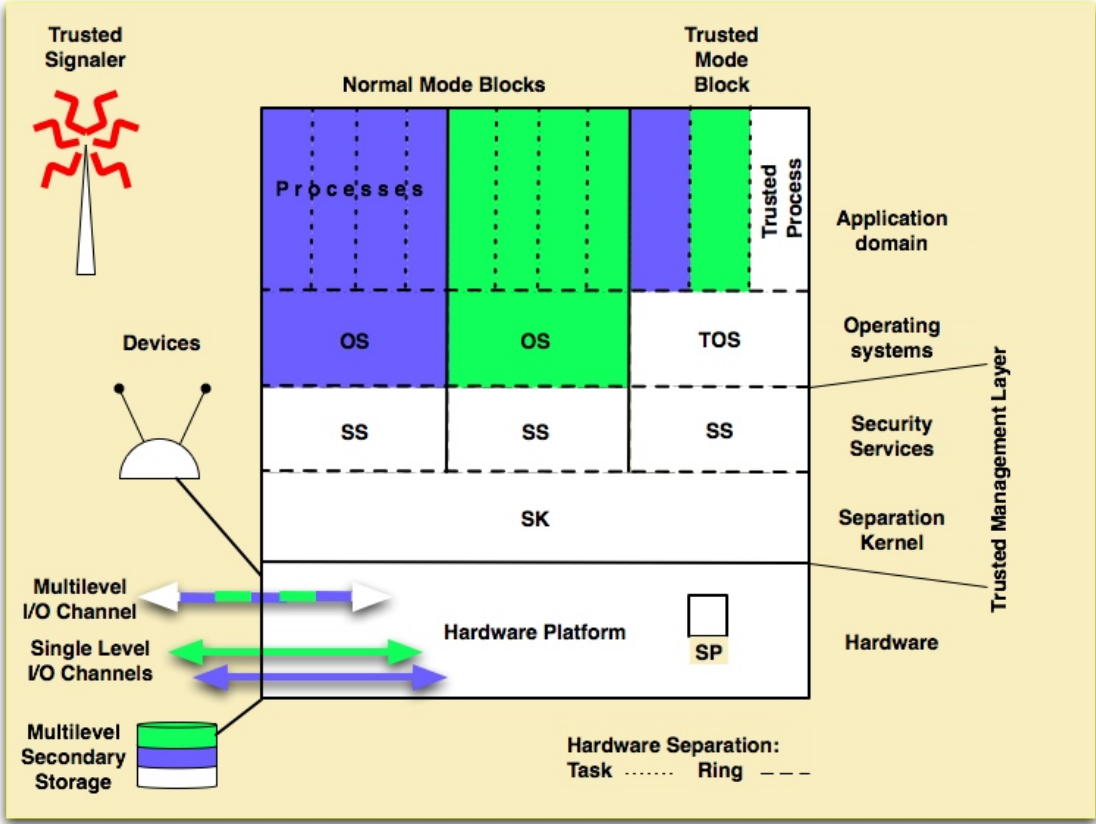 Trusted
Signaler
Trusted
Mode
Block
Normal Mode Blocks
Processes
Trusted
Process
Application
domain
Devices
OS
OS
TOS
Operating
systems
SS
SS
SS
Security
Services
Trusted Management Layer
SK
Separation
Kernel
Multilevel
I/O Channel
Single Level
I/O Channels
Hardware Platform
SP
Hardware
Multilevel
Secondary
Storage
Hardware Separation:
Task ....... Ring _ _ _